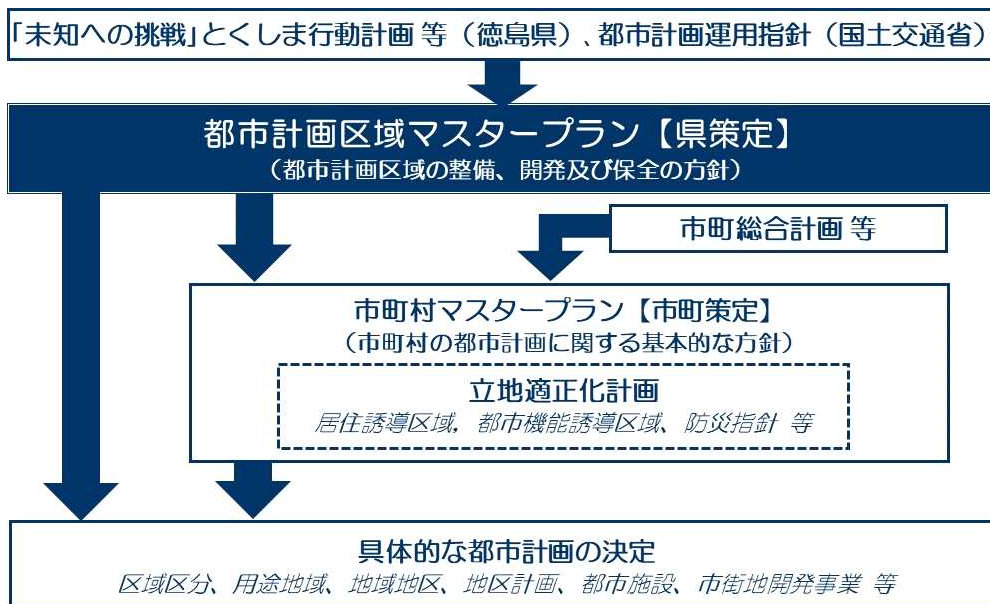 「未知への挑戦」とくしま行動計画 等（徳島県）、都市計画運用指針（国土交通省）
都市計画区域マスタープラン【県策定】
（都市計画区域の整備、開発及び保全の方針）
市町総合計画 等
市町村マスタープラン【市町策定】
（市町村の都市計画に関する基本的な方針）
立地適正化計画
居住誘導区域，都市機能誘導区域、防災指針 等
具体的な都市計画の決定
区域区分、用途地域、地域地区、地区計画、都市施設、市街地開発事業 等